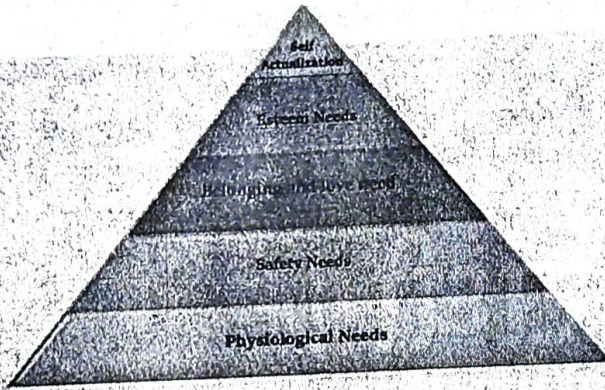 Self
Actualization
Esteem Needs
Belonging and love need
Safety Needs
Physiological Needs